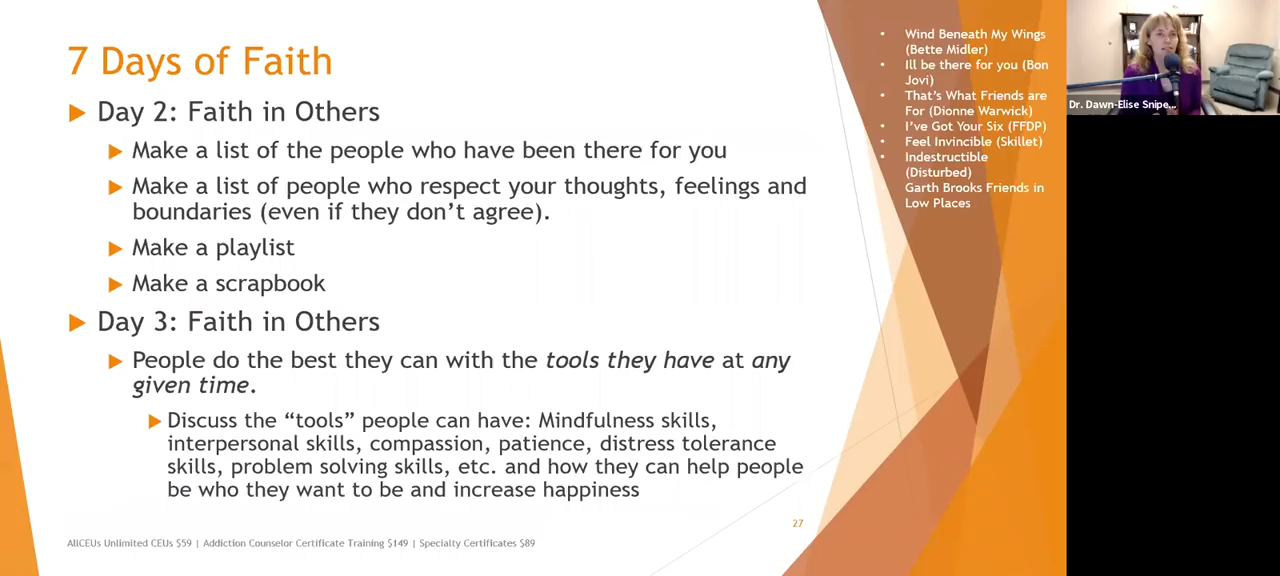 7 Days of Faith
Day 2: Faith in Others
Make a list of the people who have been there for you
Make a list of people who respect your thoughts, feelings and
boundaries (even if they don't agree).
Make a playlist
Make a scrapbook
Day 3: Faith in Others
People do the best they can with the tools they have at any
given time.
Discuss the “tools” people can have: Mindfulness skills,
interpersonal skills, compassion, patience, distress tolerance
skills, problem solving skills, etc. and how they can help people
be who they want to be and increase happiness
27
AllCEUs Unlimited CEUs $59 | Addiction Counselor Certificate Training $149 | Specialty Certificates $89
• Wind Beneath My Wings
(Bette Midler)
• Ill be there for you (Bon
Jovi)
• That's What Friends are
For (Dionne Warwick)
• I've Got Your Six (FFDP)
• Feel Invincible (Skillet)
• Indestructible
(Disturbed)
• Garth Brooks Friends in
Low Places
Dr. Dawn-Elise Snipe...